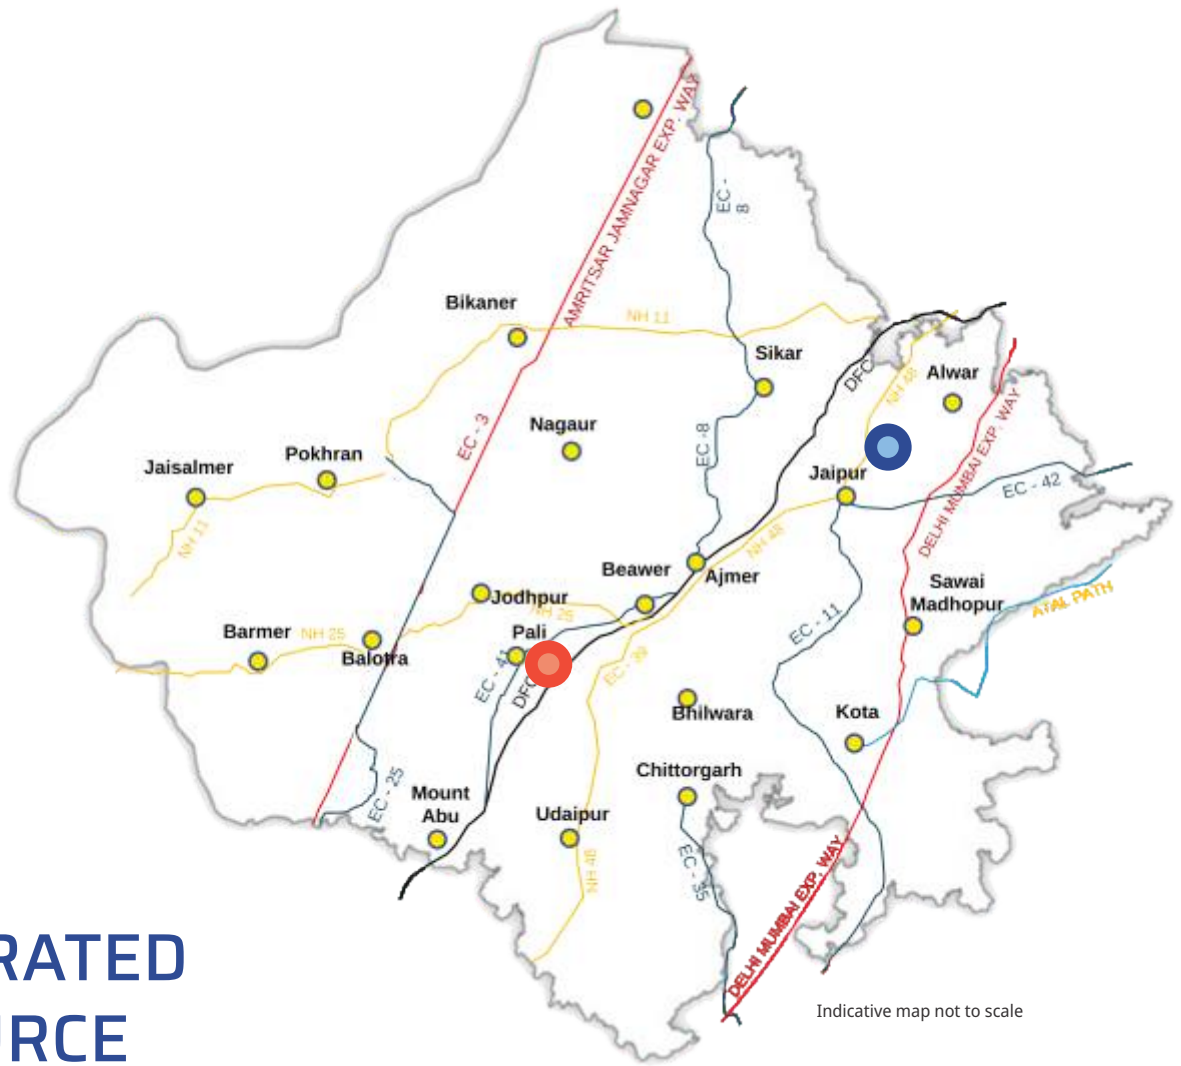 AMRITSAR JAMNAGAR EXP. WAY
EC -
8
Bikaner
NH 11
Sikar
DFC
NH 48
Alwar
EC - 3
Nagaur
EC -8
Pokhran
Jaisalmer
NH 11
Jaipur
DELHI MUMBAI EXP. WAY
EC - 42
NH 48
Beawer
Ajmer
Jodhpur
NH 25
Sawai
Madhopur
ATAL PATH
EC - 11
Barmer
NH 25
Balotra
Pali
EC - 41
DFC
EC - 39
Bhilwara
Kota
Chittorgarh
EC - 25
Mount
Abu
Udaipur
NH 48
EC - 35
DELHI MUMBAI EXP. WAY
RATED
URCE
Indicative map not to scale